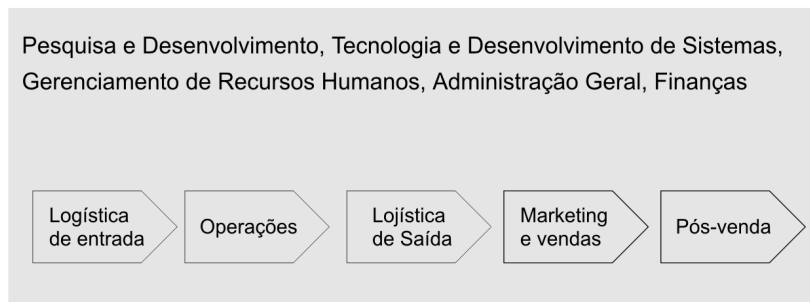 Pesquisa e Desenvolvimento, Tecnologia e Desenvolvimento de Sistemas,
Gerenciamento de Recursos Humanos, Administração Geral, Finanças
Logística
de entrada
Operações
Lojística
de Saída
Marketing
e vendas
Pós-venda